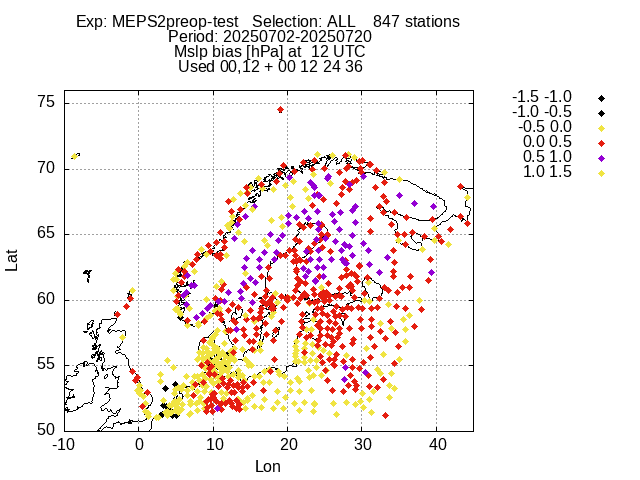 Exp: MEPS2preop-test   Selection: ALL    847 stations
Period: 20250702-20250720
Mslp bias [hPa] at  12 UTC
Used 00,12 + 00 12 24 36
-1.5 -1.0
-1.0 -0.5
-0.5 0.0
0.0 0.5
0.5 1.0
1.0 1.5
75
70
65
60
55
50
Lat
-10 0 10 20 30 40
Lon